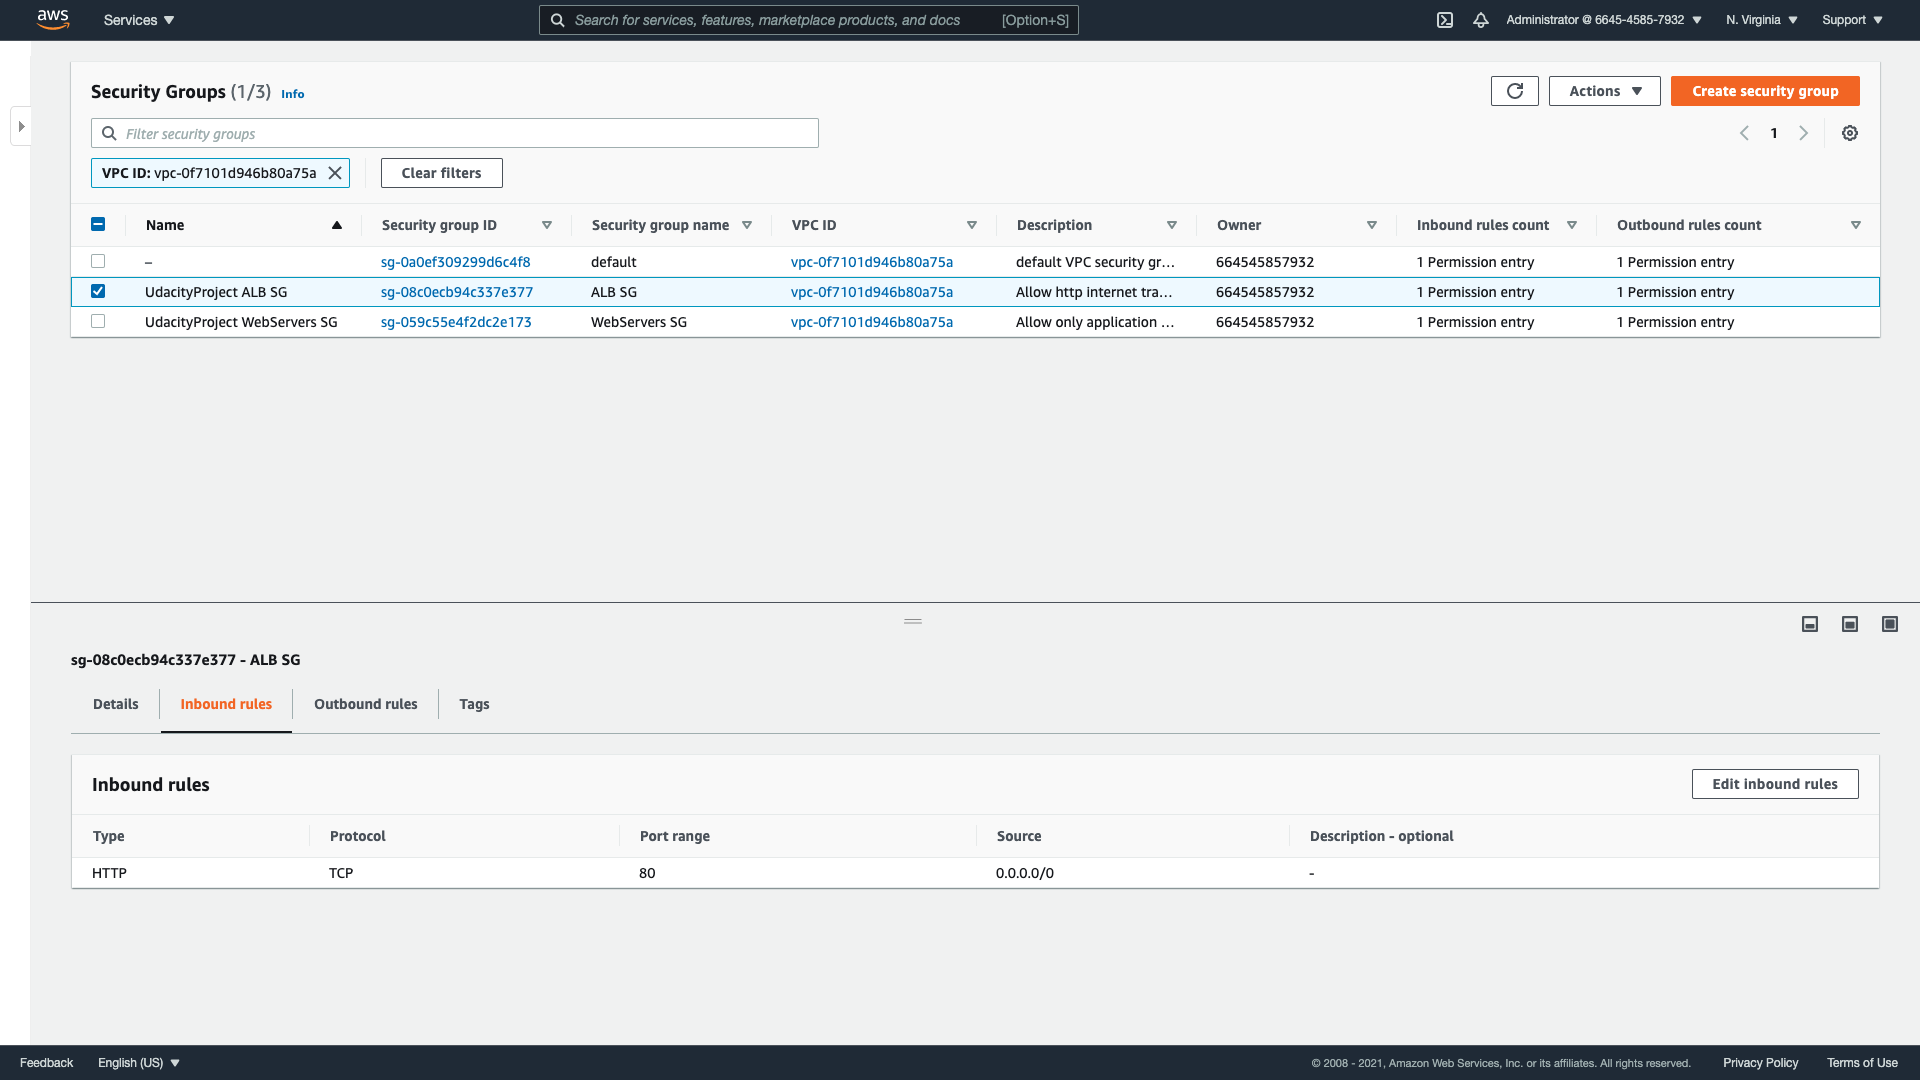 aws Services Search for services, features, marketplace products, and docs [Option+S] Administrator @ 6645-4585-7932 N. Virginia Support
Security Groups (1/3) Info Actions Create security group
Filter security groups 1
VPC ID: vpc-0f7101d946b80a75a Clear filters
Name Security group ID Security group name VPC ID Description Owner Inbound rules count Outbound rules count
– sg-0a0ef309299d6c4f8 default vpc-0f7101d946b80a75a default VPC security gr... 664545857932 1 Permission entry 1 Permission entry
UdacityProject ALB SG sg-08c0ecb94c337e377 ALB SG vpc-0f7101d946b80a75a Allow http internet tra... 664545857932 1 Permission entry 1 Permission entry
UdacityProject WebServers SG sg-059c55e4f2dc2e173 WebServers SG vpc-0f7101d946b80a75a Allow only application ... 664545857932 1 Permission entry 1 Permission entry
sg-08c0ecb94c337e377 - ALB SG
Details Inbound rules Outbound rules Tags
Inbound rules Edit inbound rules
Type Protocol Port range Source Description - optional
HTTP TCP 80 0.0.0.0/0 -
Feedback English (US) © 2008 - 2021, Amazon Web Services, Inc. or its affiliates. All rights reserved. Privacy Policy Terms of Use